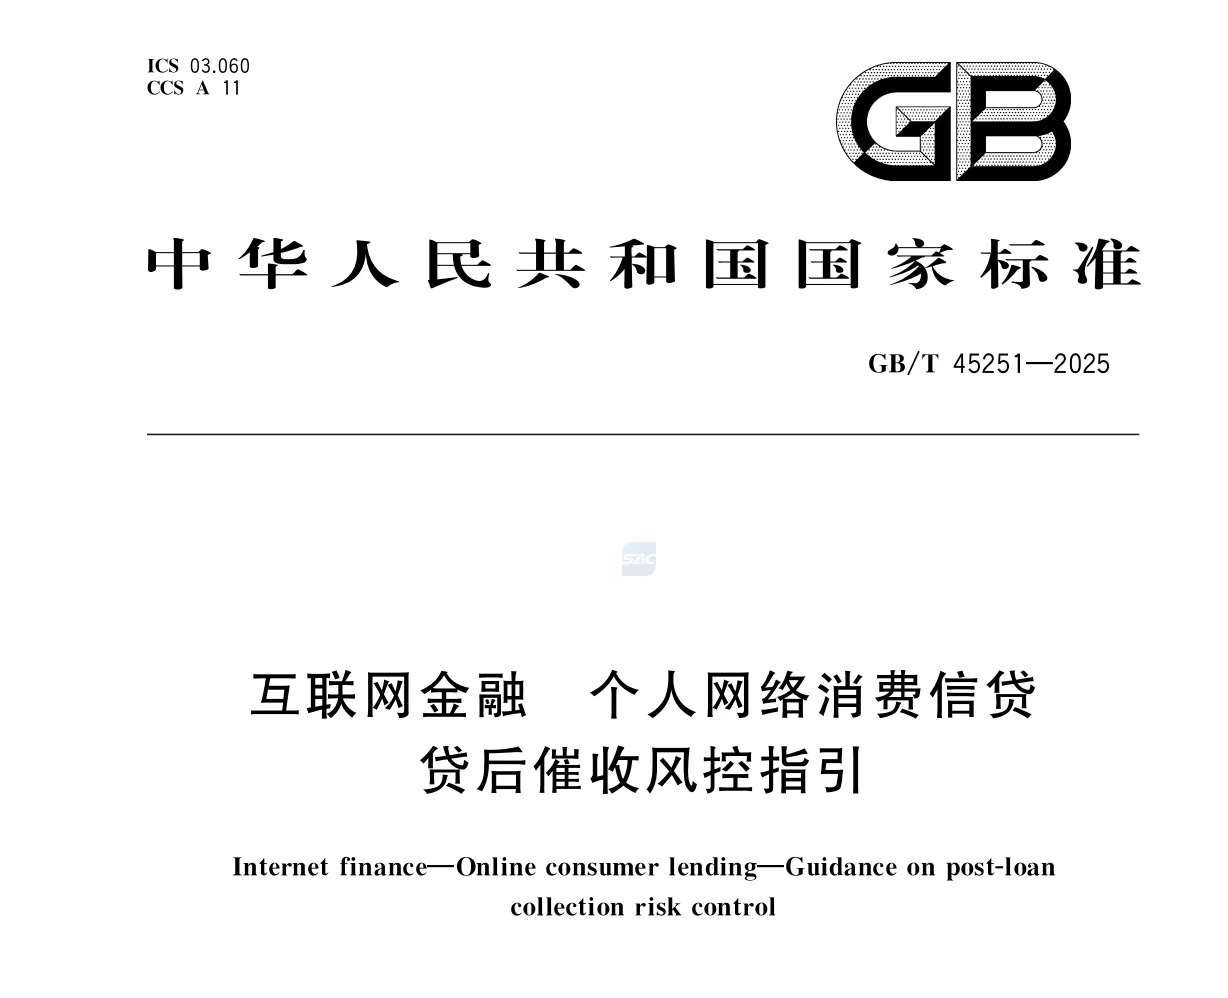 ICS 03.060
CCS A 11
GB
中华人民共和国国家标准
GB/T 45251—2025
SAC
互联网金融 个人网络消费信贷
贷后催收风控指引
Internet finance—Online consumer lending—Guidance on post-loan
collection risk control